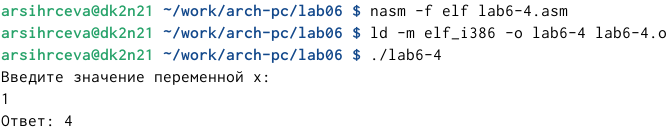 arsihrceva@dk2n21 ~/work/arch-pc/lab06 $ nasm -f elf lab6-4.asm
arsihrceva@dk2n21 ~/work/arch-pc/lab06 $ ld -m elf_i386 -o lab6-4 lab6-4.o
arsihrceva@dk2n21 ~/work/arch-pc/lab06 $ ./lab6-4
Введите значение переменной x:
1
Ответ: 4